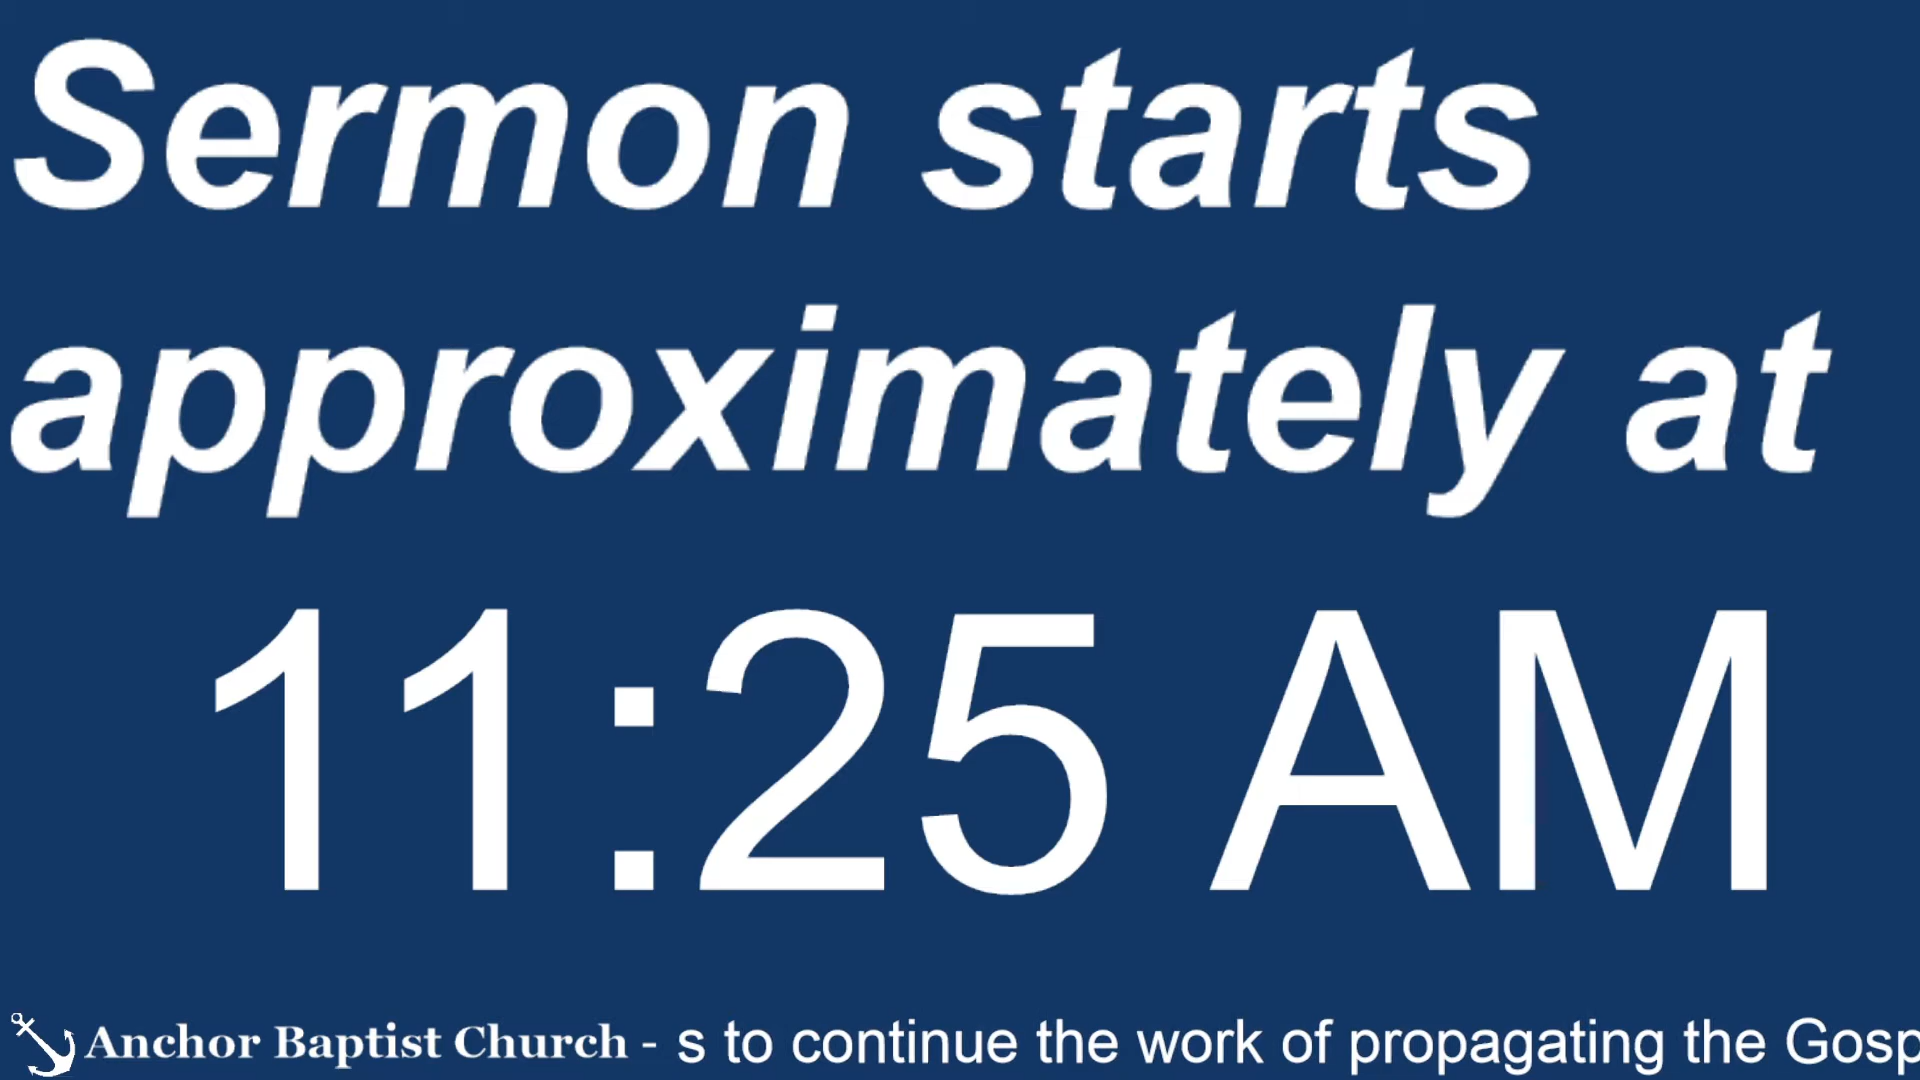 Sermon starts
approximately at
11:25 AM
Anchor Baptist Church - s to continue the work of propagating the Gosp